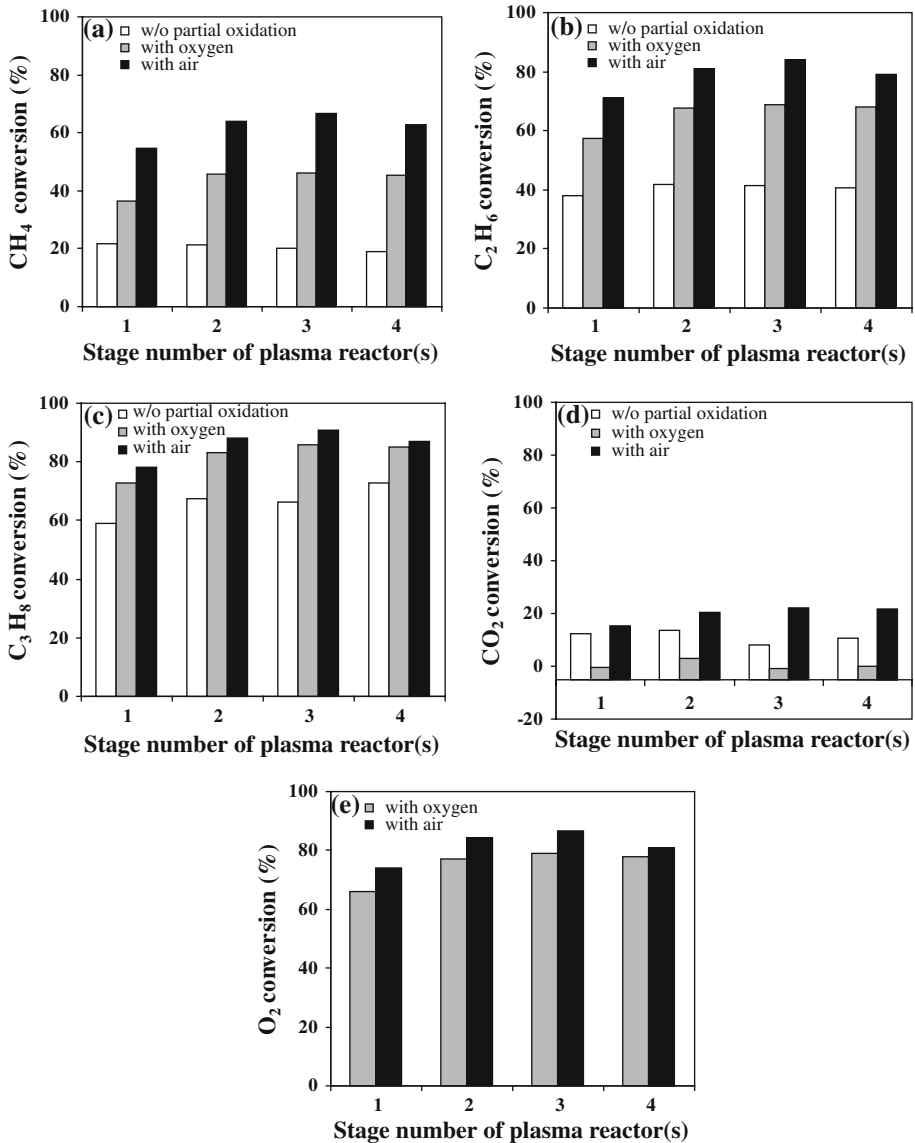 (a)
w/o partial oxidation
with oxygen
with air
CH4 conversion (%)
100
80
60
40
20
0
1 2 3 4
Stage number of plasma reactor(s)
(b)
w/o partial oxidation
with oxygen
with air
C2H6 conversion (%)
100
80
60
40
20
0
1 2 3 4
Stage number of plasma reactor(s)
(c)
w/o partial oxidation
with oxygen
with air
C3H8 conversion (%)
100
80
60
40
20
0
1 2 3 4
Stage number of plasma reactor(s)
(d)
w/o partial oxidation
with oxygen
with air
CO2 conversion (%)
100
80
60
40
20
0
-20
1 2 3 4
Stage number of plasma reactor(s)
(e)
with oxygen
with air
O2 conversion (%)
100
80
60
40
20
0
1 2 3 4
Stage number of plasma reactor(s)